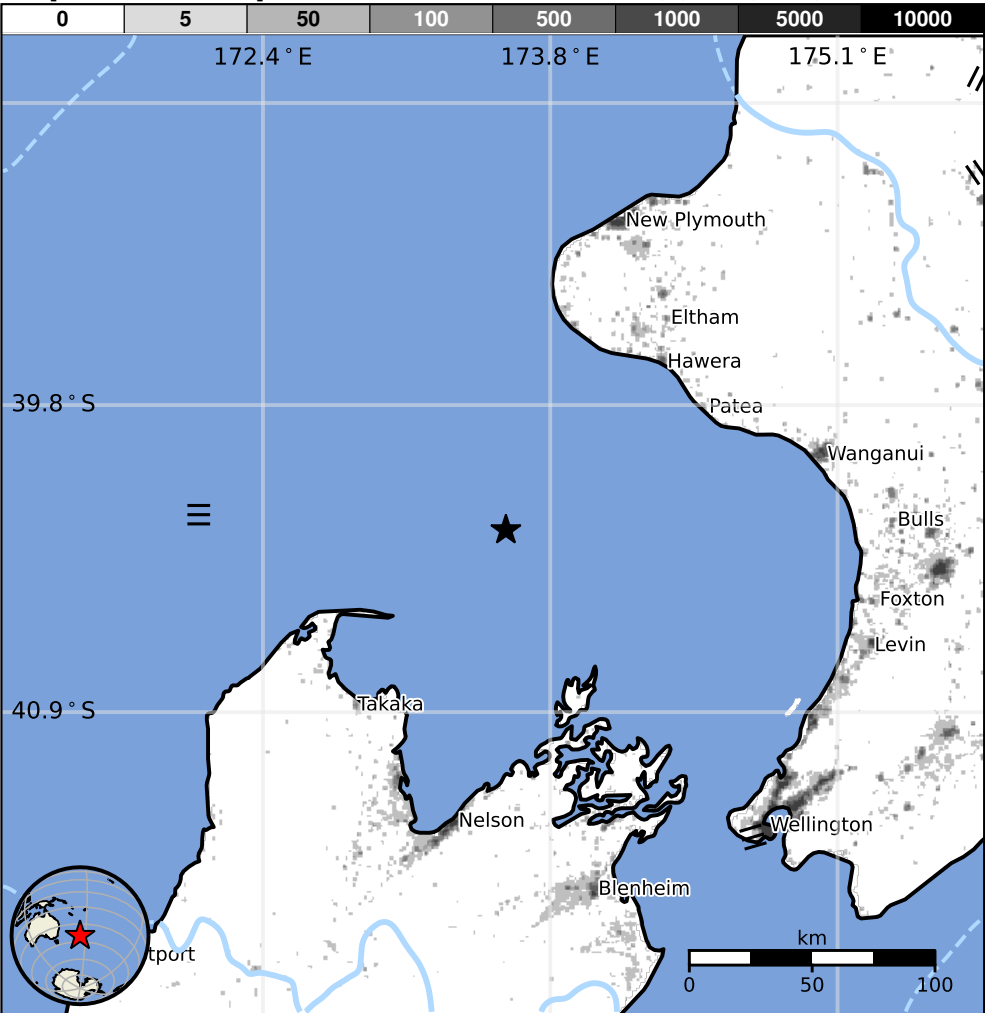 0 5 50 100 500 1000 5000 10000
172.4°E 173.8°E 175.1°E
New Plymouth
Eltham
Hawera
39.8°S
Patea
Wanganui
Bulls
Foxton
Levin
Takaka
40.9°S
Nelson
Wellington
Blenheim
km
tport
0 50 100